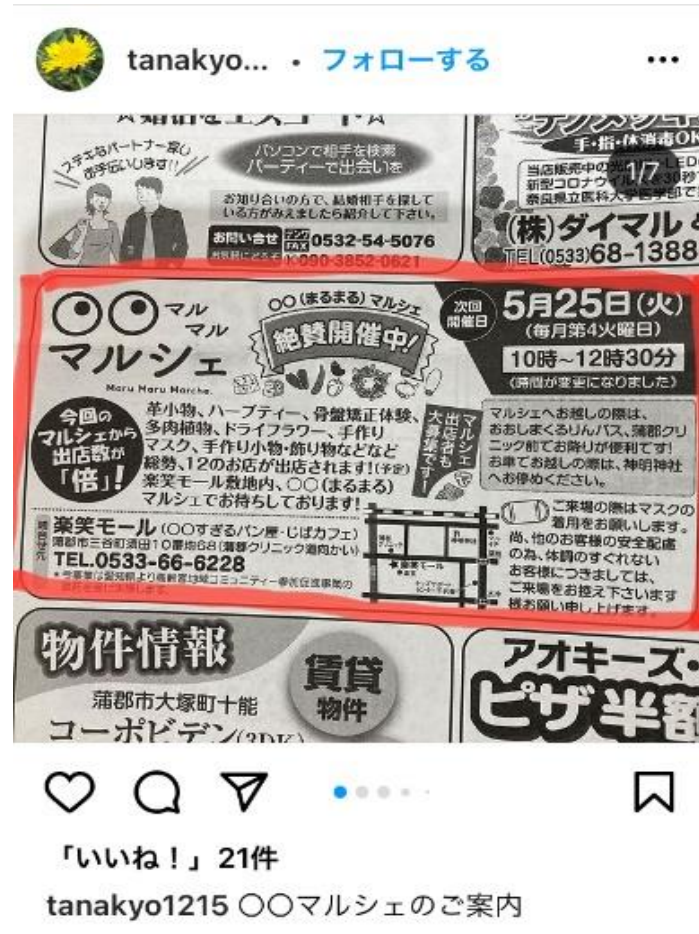 tanakyo... • フォローする
1/7
ステキなパートナー探し
お手伝いします!!
パソコンで相手を検索
パーティーで出会いを
お知り合いの方で、結婚相手を探して
いる方がみえましたら紹介して下さい。
お問い合せ
FAX 0532-54-5076
090-3852-0621
手・指・体消毒OK
当店販売中の
新型コロナウイルス
奈良県立医科大学医学部で
(株)ダイマル
TEL(0533)68-1388
〇〇マル
マル
マルシェ
Maru Maru Marche.
〇〇(まるまる)マルシェ
絶賛開催中!
次回
開催日
5月25日(火)
(毎月第4火曜日)
10時～12時30分
(時間が変更になりました)
今回の
マルシェから
出店数が
「倍」!
革小物、ハーブティー、骨盤矯正体験、
多肉植物、ドライフラワー、手作り
マスク、手作り小物・飾り物などなど
総勢、12のお店が出店されます!(予定)
楽笑モール敷地内、〇〇(まるまる)
マルシェでお待ちしております!
マルシェ
出店者も
大募集です!
マルシェへお越しの際は、
おおしまくるりんバス、蒲郡クリ
ニック前でお降りが便利です!
お車でお越しの際は、神明神社
へお停めください。
楽笑モール(〇〇すぎるパン屋・じばカフェ)
蒲郡市三谷町須田10番地68(蒲郡クリニック道向かい)
TEL.0533-66-6228
楽笑モール
ご来場の際はマスクの
着用をお願いします。
尚、他のお客様の安全配慮
の為、体調のすぐれない
お客様につきましては、
ご来場をお控え下さいます
様お願い申し上げます。
物件情報
賃貸
物件
蒲郡市大塚町十能
コーポビデン(3DK)
アオキーズ・
ピザ半額
「いいね！」21件
tanakyo1215 〇〇マルシェのご案内